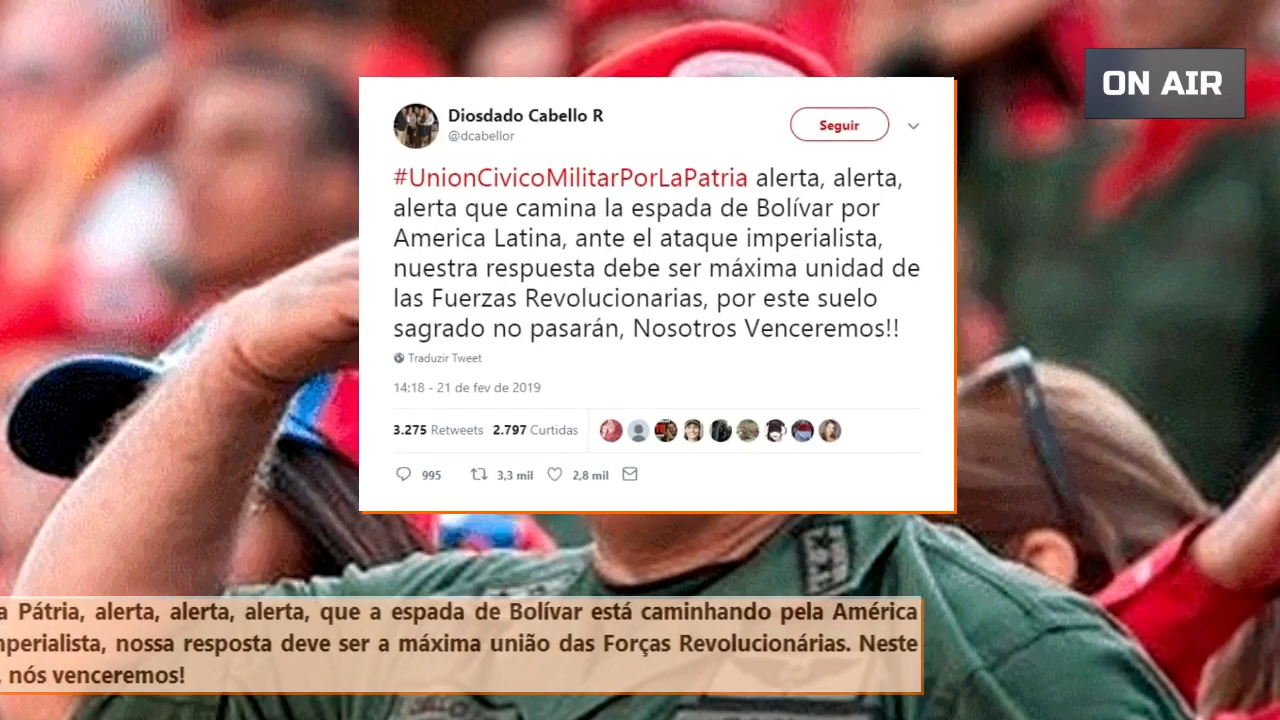 ON AIR
Diosdado Cabello R
@dcabellor
Seguir
#UnionCivicoMilitarPorLaPatria alerta, alerta,
alerta que camina la espada de Bolívar por
America Latina, ante el ataque imperialista,
nuestra respuesta debe ser máxima unidad de
las Fuerzas Revolucionarias, por este suelo
sagrado no pasarán, Nosotros Venceremos!!
Traduzir Tweet
14:18 - 21 de fev de 2019
3.275 Retweets 2.797 Curtidas
995 3,3 mil 2,8 mil
a Pátria, alerta, alerta, alerta, que a espada de Bolívar está caminhando pela América
mperialista, nossa resposta deve ser a máxima união das Forças Revolucionárias. Neste
, nós venceremos!